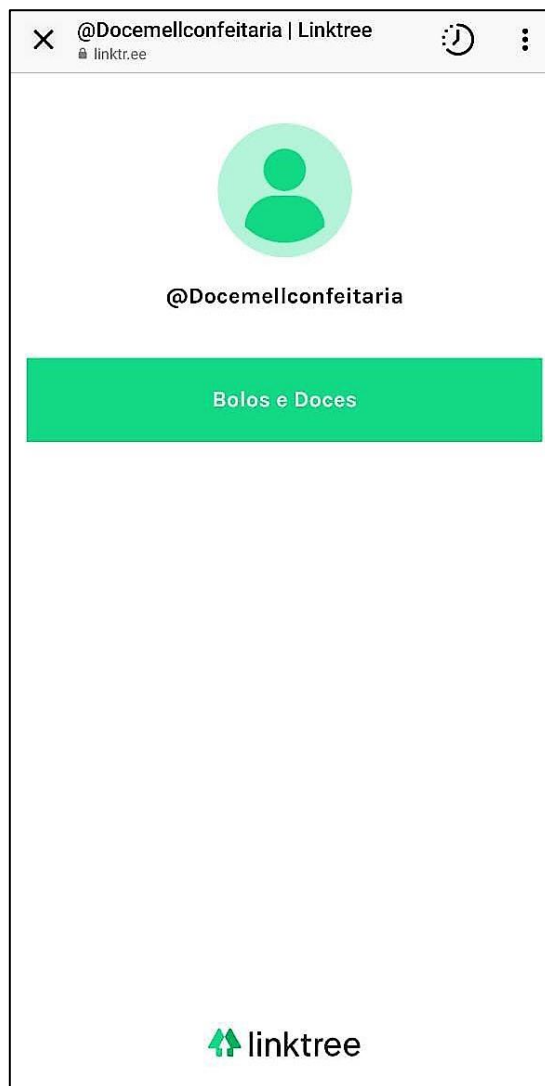 @Docemellconfeitaria | Linktree
linktr.ee
@Docemellconfeitaria
Bolos e Doces
linktree